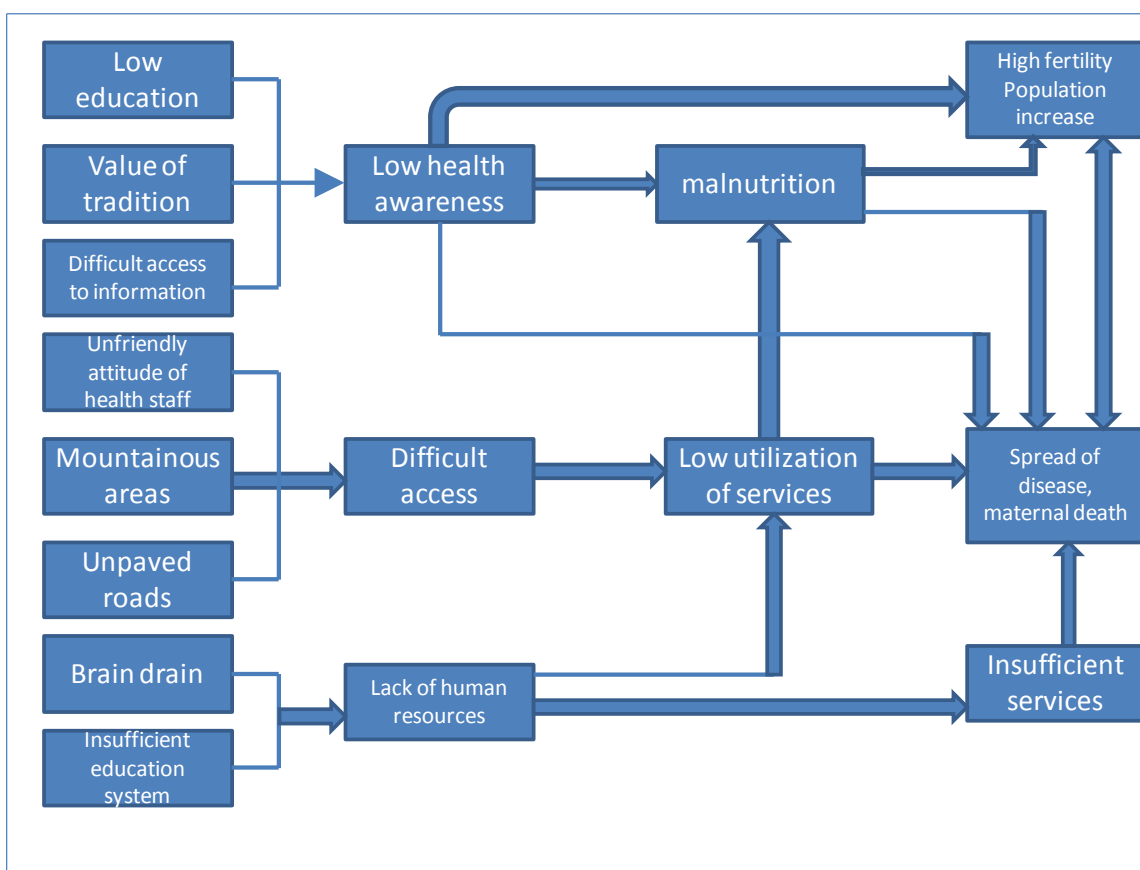 Low
education
High fertility
Population
increase
Value of
tradition
Low health
awareness
malnutrition
Difficult access
to information
Unfriendly
attitude of
health staff
Mountainous
areas
Difficult
access
Low utilization
of services
Spread of
disease,
maternal death
Unpaved
roads
Brain drain
Lack of human
resources
Insufficient
services
Insufficient
education
system